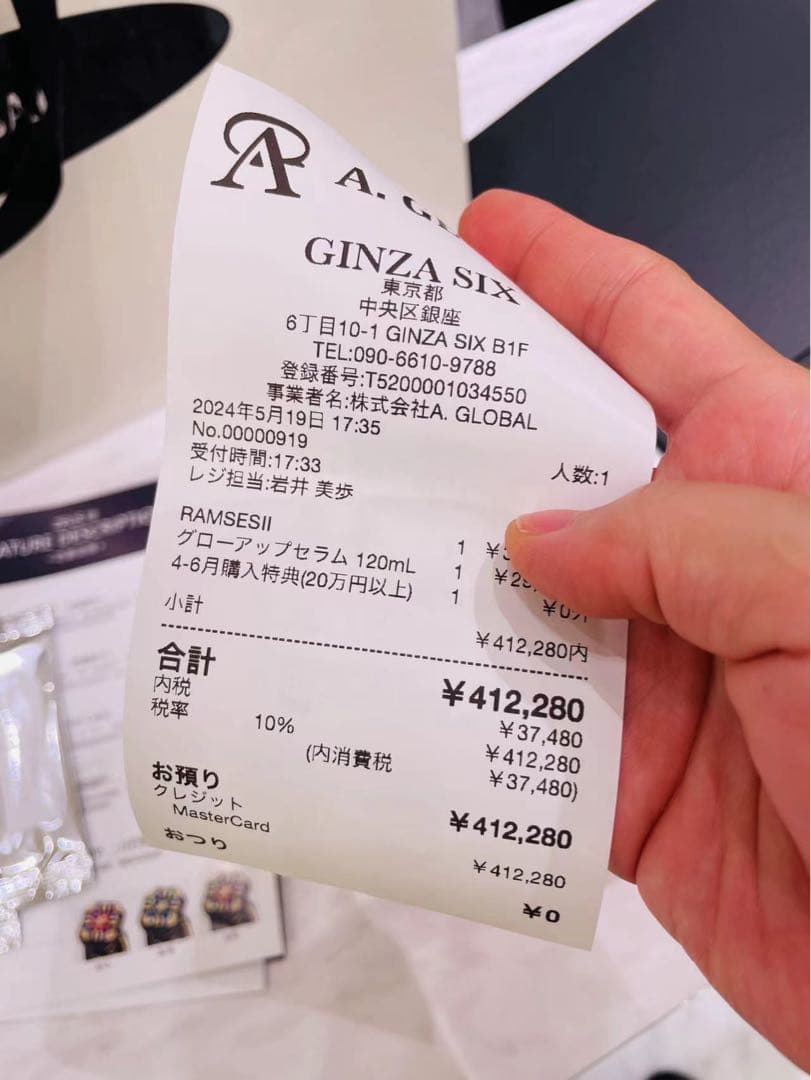 A. G
GINZA SIX
東京都
中央区銀座
6丁目10-1 GINZA SIX B1F
TEL:090-6610-9788
登録番号:T5200001034550
事業者名:株式会社A. GLOBAL
2024年5月19日 17:35
No.00000919
受付時間:17:33 人数:1
レジ担当:岩井 美歩
RAMSESII 1
グローアップセラム 120mL 1
4-6月購入特典(20万円以上) 1 ¥0外
小計 ¥412,280内
合計 ¥412,280
内税 ¥37,480
税率 10% ¥412,280
(内消費税 ¥37,480)
お預り ¥412,280
クレジット
MasterCard ¥412,280
おつり ¥0